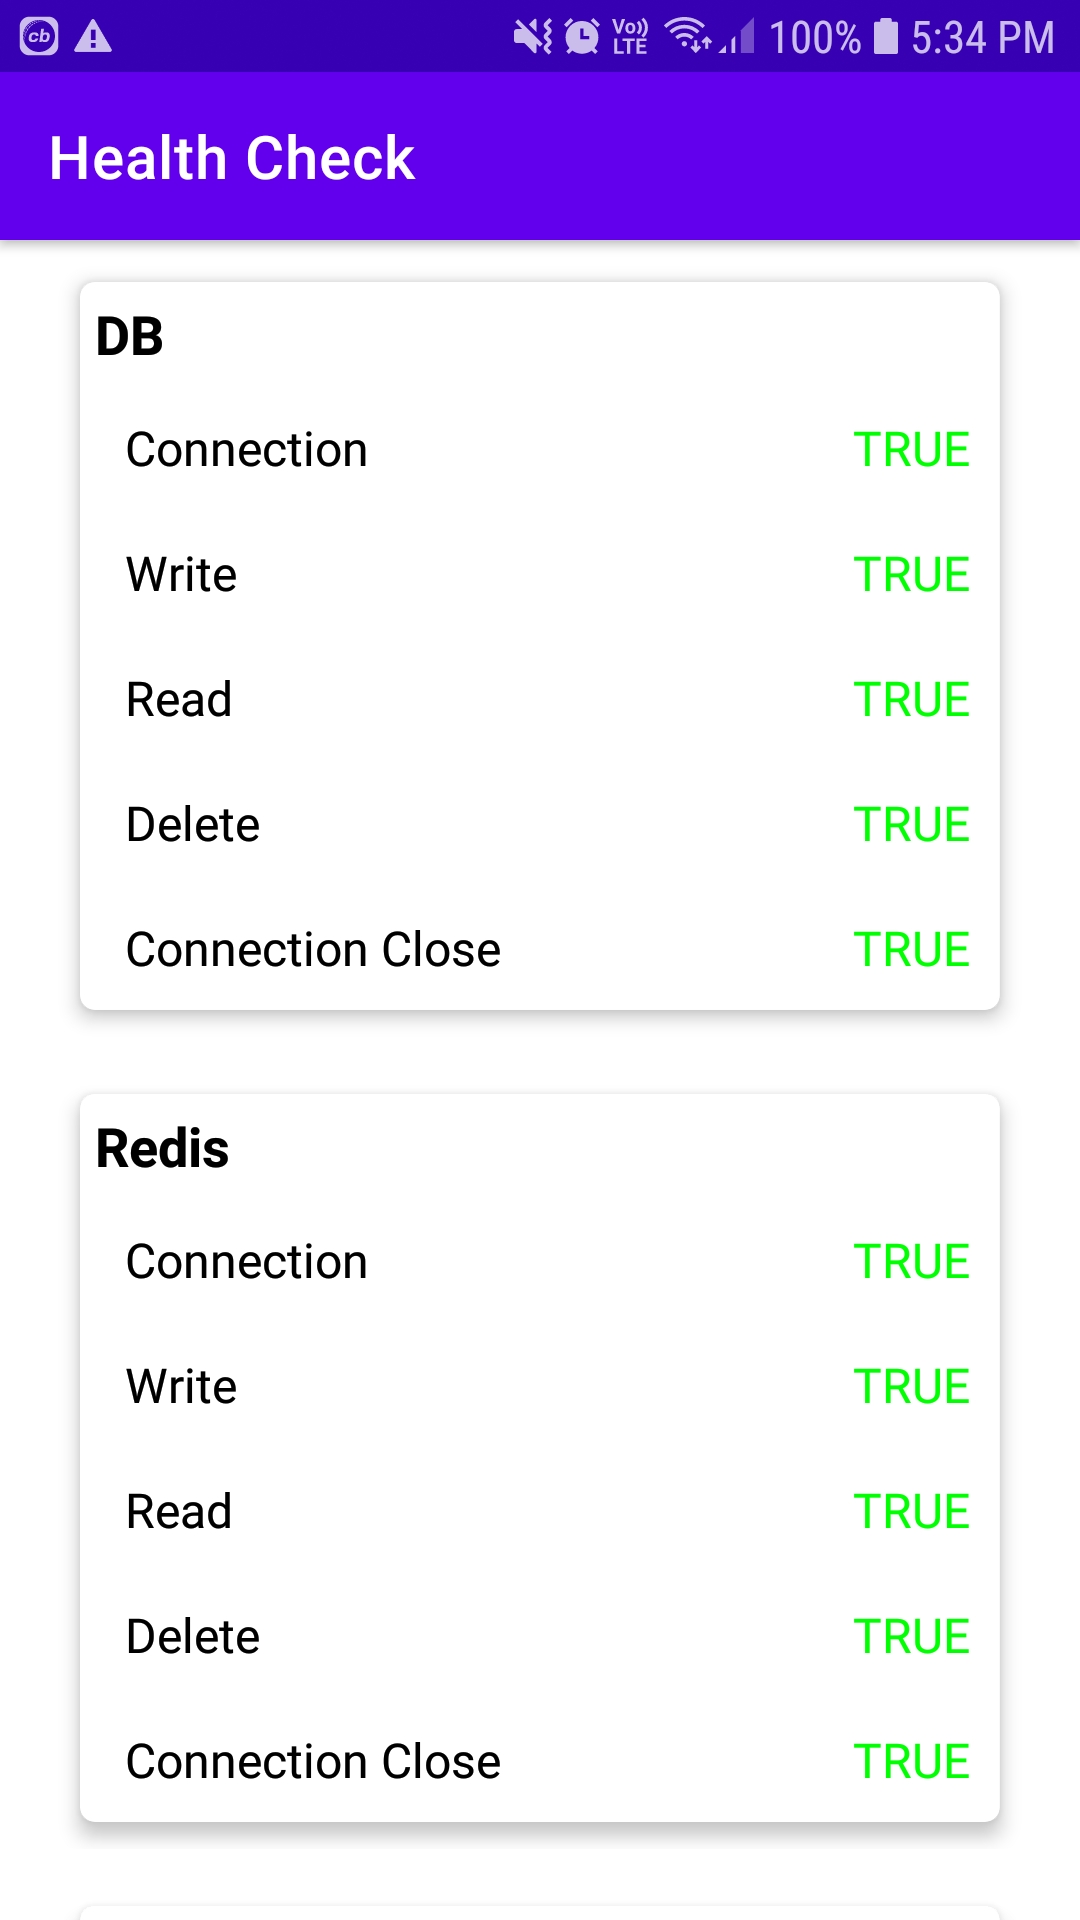 cb Vo)) LTE 100% 5:34 PM
Health Check
DB
Connection TRUE
Write TRUE
Read TRUE
Delete TRUE
Connection Close TRUE
Redis
Connection TRUE
Write TRUE
Read TRUE
Delete TRUE
Connection Close TRUE